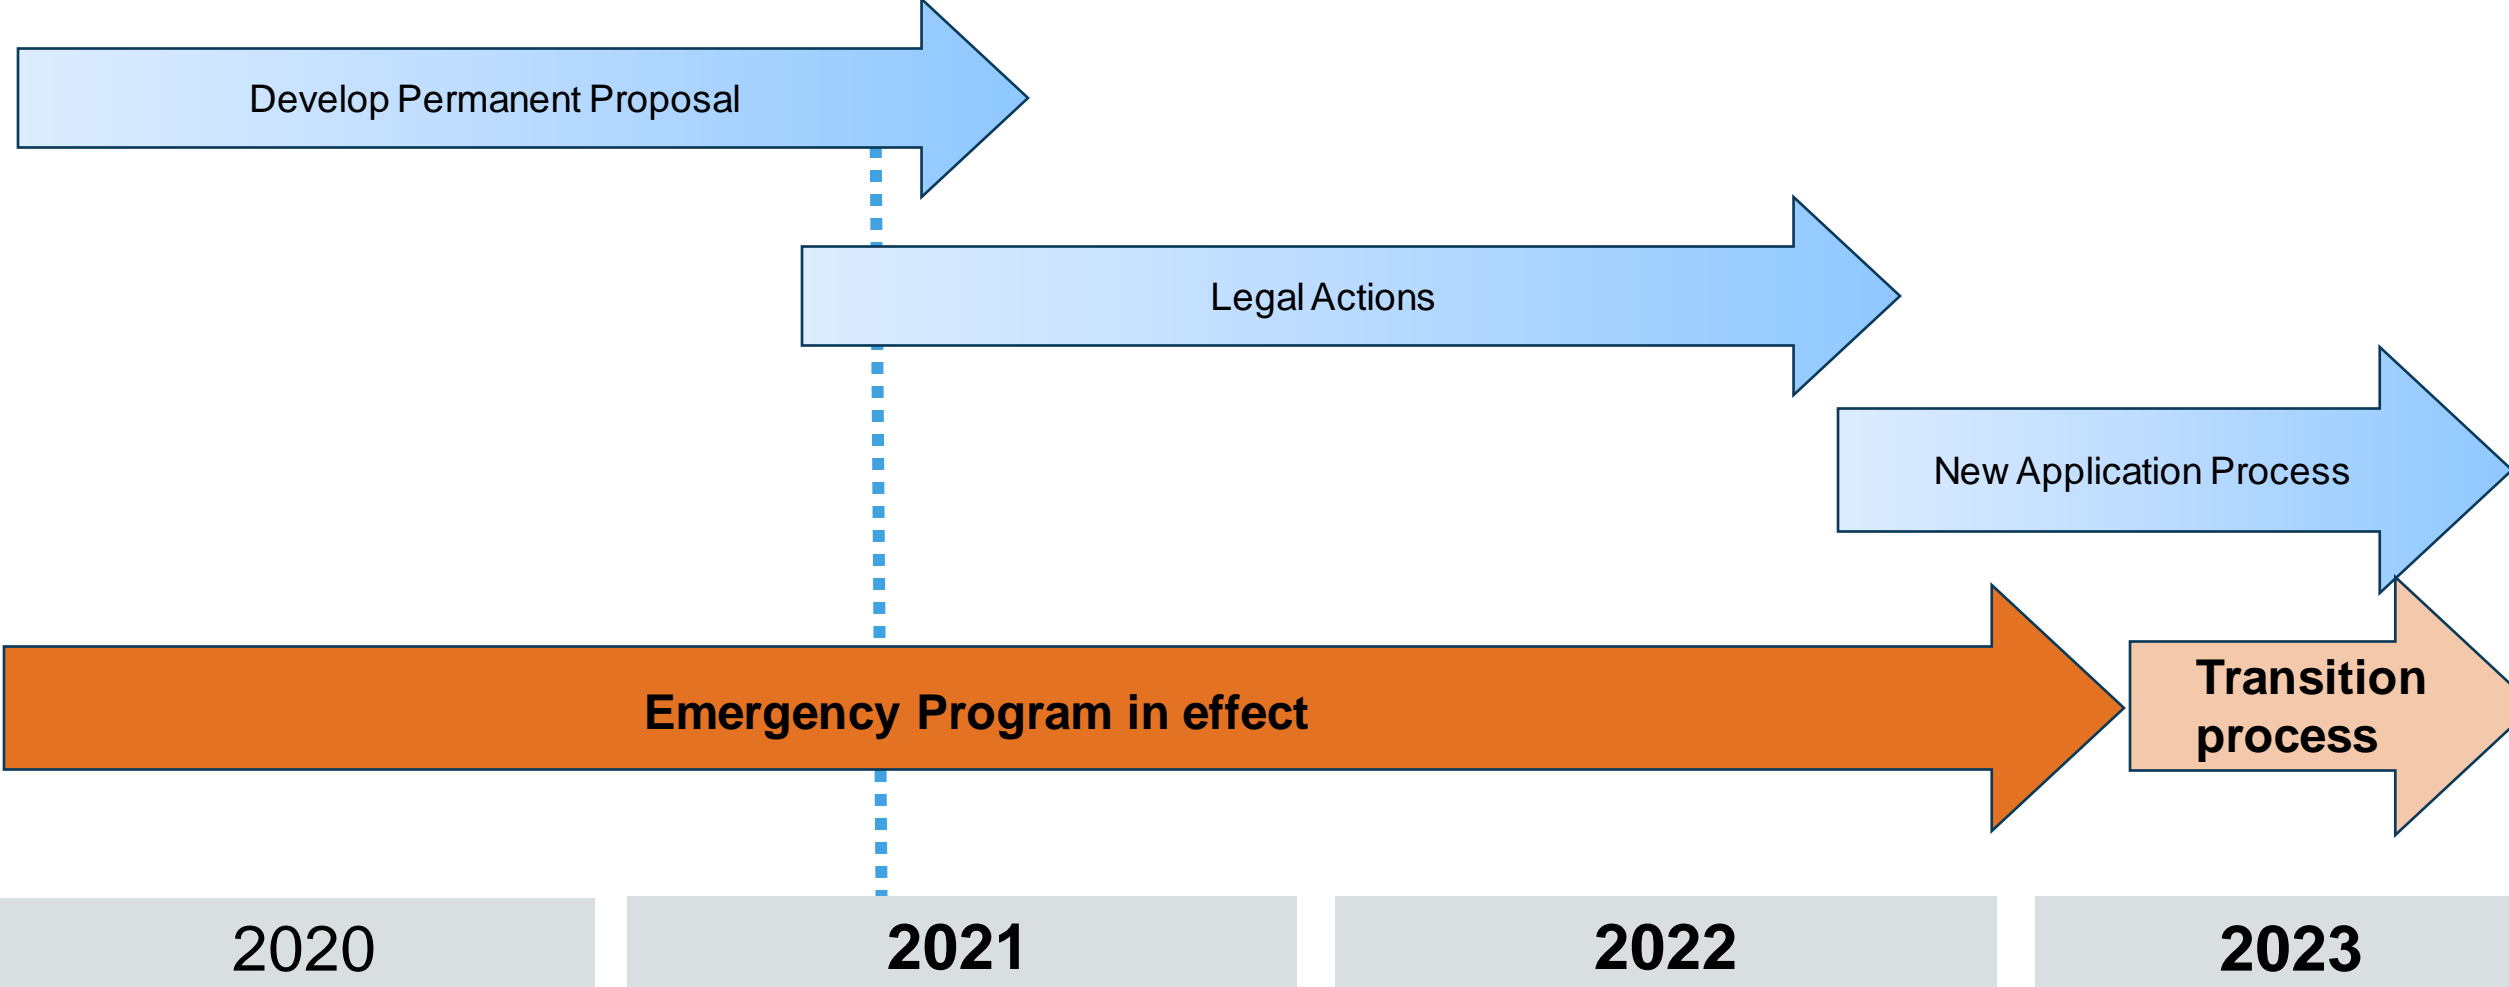 Develop Permanent Proposal
Legal Actions
New Application Process
Emergency Program in effect
Transition
process
2020
2021
2022
2023